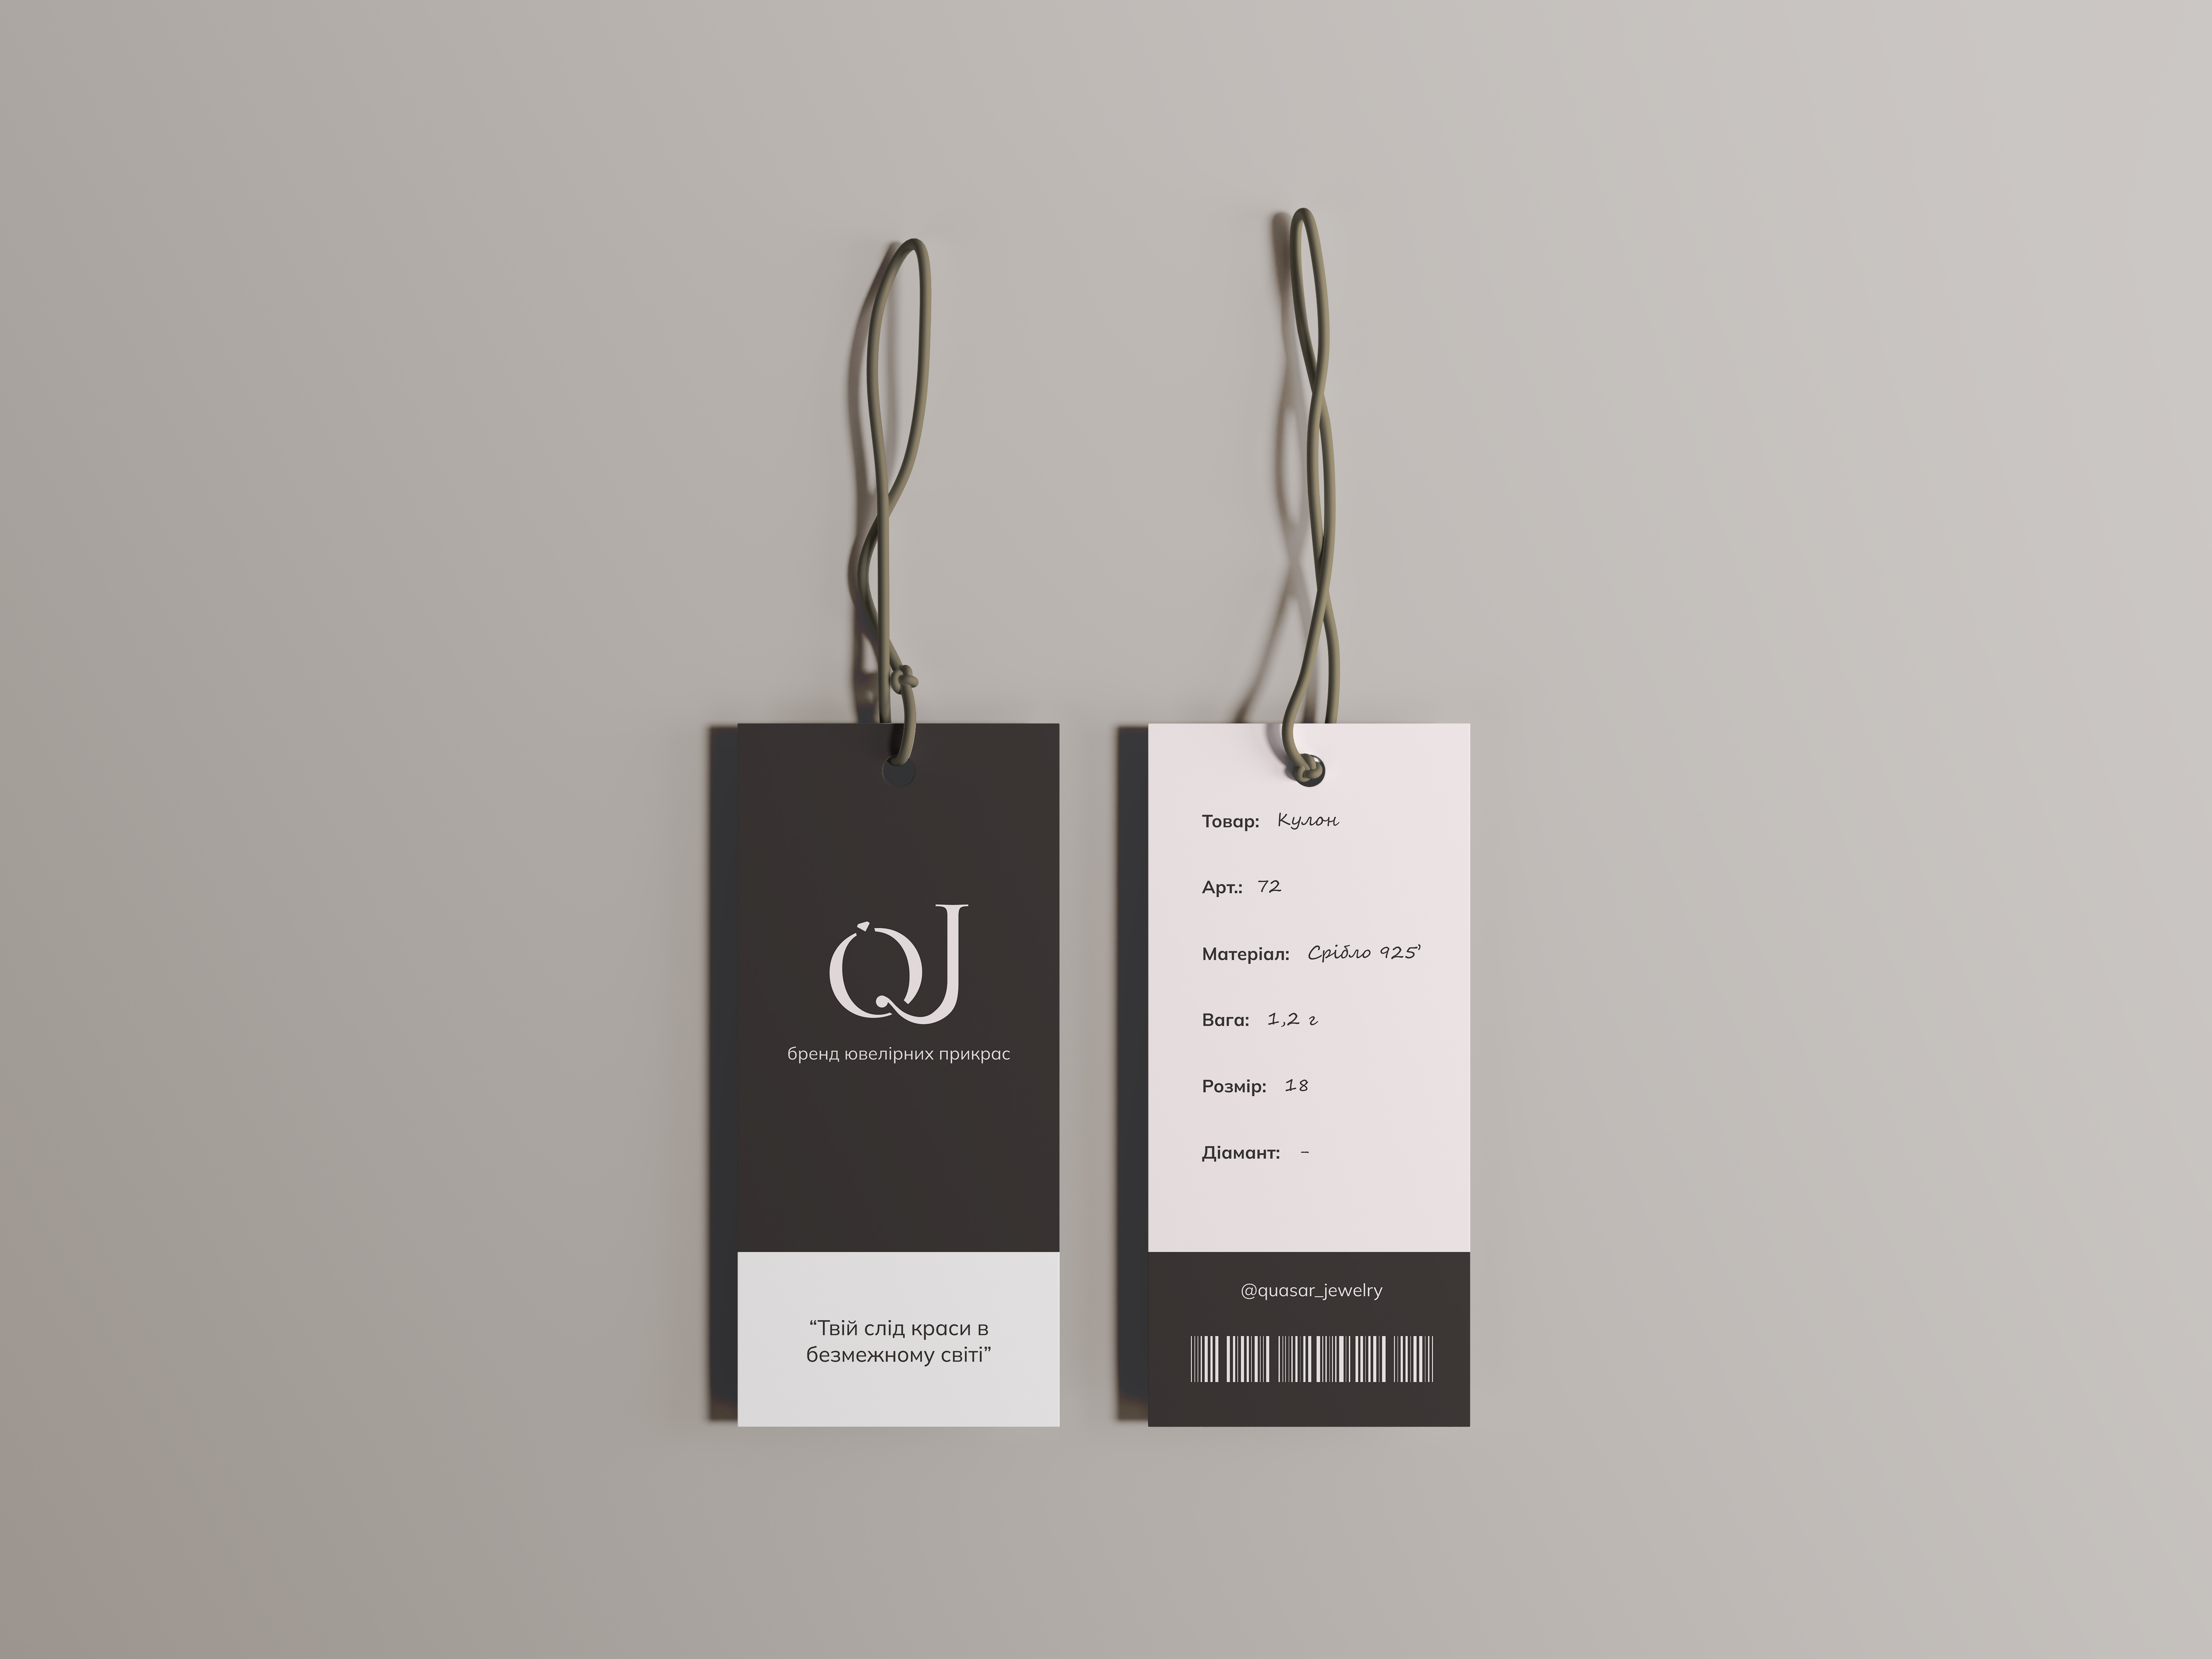 QJ
бренд ювелірних прикрас
“Твій слід краси в
безмежному світі”
Товар: Кулон
Арт.: 72
Матеріал: Срібло 925’
Вага: 1,2 г
Розмір: 18
Діамант: –
@quasar_jewelry